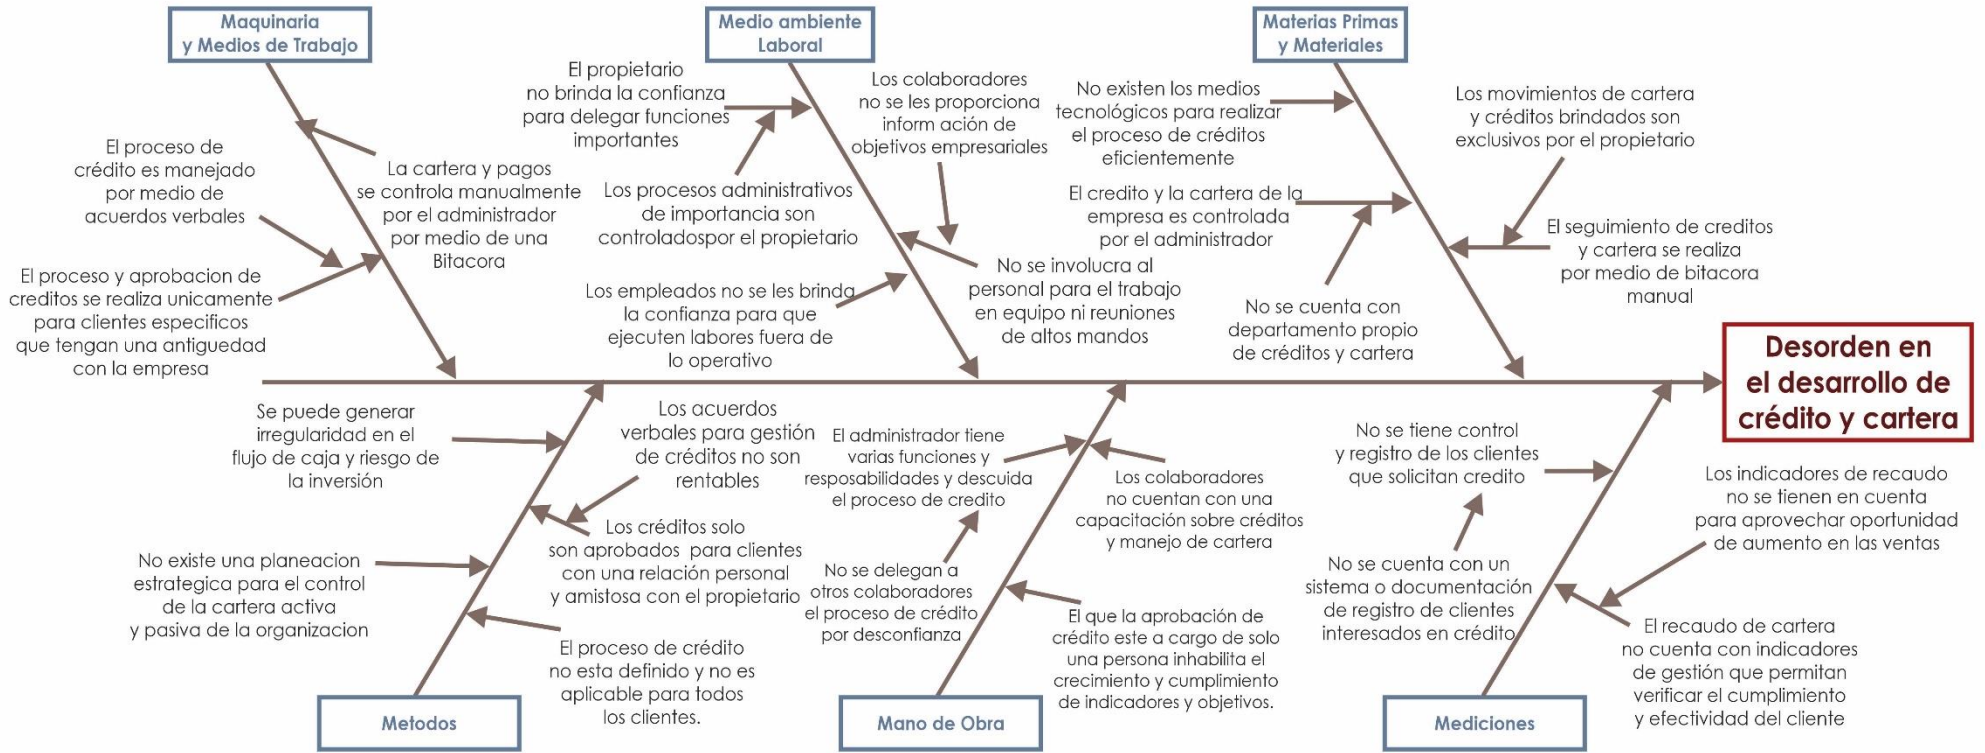 Maquinaria
y Medios de Trabajo
Medio ambiente
Laboral
Materias Primas
y Materiales
El proceso de
crédito es manejado
por medio de
acuerdos verbales
La cartera y pagos
se controla manualmente
por el administrador
por medio de una
Bitacora
El proceso y aprobacion de
creditos se realiza unicamente
para clientes especificos
que tengan una antiguedad
con la empresa
El propietario
no brinda la confianza
para delegar funciones
importantes
Los colaboradores
no se les proporciona
inform ación de
objetivos empresariales
Los procesos administrativos
de importancia son
controladospor el propietario
Los empleados no se les brinda
la confianza para que
ejecuten labores fuera de
lo operativo
No se involucra al
personal para el trabajo
en equipo ni reuniones
de altos mandos
No existen los medios
tecnológicos para realizar
el proceso de créditos
eficientemente
Los movimientos de cartera
y créditos brindados son
exclusivos por el propietario
El credito y la cartera de la
empresa es controlada
por el administrador
El seguimiento de creditos
y cartera se realiza
por medio de bitacora
manual
No se cuenta con
departamento propio
de créditos y cartera
Desorden en
el desarrollo de
crédito y cartera
Se puede generar
irregularidad en el
flujo de caja y riesgo de
la inversión
Los acuerdos
verbales para gestión
de créditos no son
rentables
Los créditos solo
son aprobados para clientes
con una relación personal
y amistosa con el propietario
No existe una planeacion
estrategica para el control
de la cartera activa
y pasiva de la organizacion
El proceso de crédito
no esta definido y no es
aplicable para todos
los clientes.
El administrador tiene
varias funciones y
resposabilidades y descuida
el proceso de credito
Los colaboradores
no cuentan con una
capacitación sobre créditos
y manejo de cartera
No se delegan a
otros colaboradores
el proceso de crédito
por desconfianza
El que la aprobación de
crédito este a cargo de solo
una persona inhabilita el
crecimiento y cumplimiento
de indicadores y objetivos.
No se tiene control
y registro de los clientes
que solicitan credito
Los indicadores de recaudo
no se tienen en cuenta
para aprovechar oportunidad
de aumento en las ventas
No se cuenta con un
sistema o documentación
de registro de clientes
interesados en crédito
El recaudo de cartera
no cuenta con indicadores
de gestión que permitan
verificar el cumplimiento
y efectividad del cliente
Metodos
Mano de Obra
Mediciones